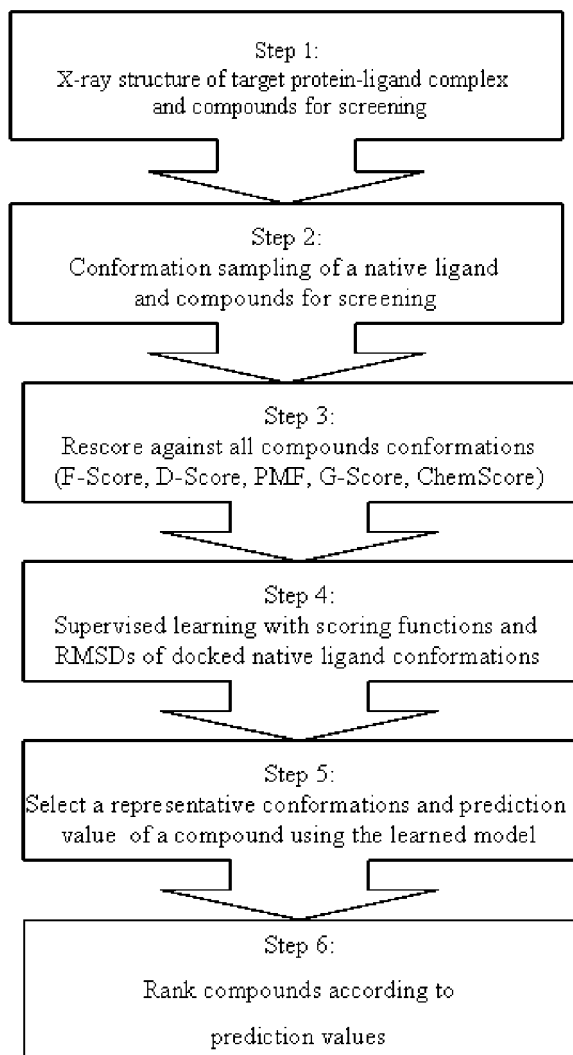 Step 1:
X-ray structure of target protein-ligand complex
and compounds for screening
Step 2:
Conformation sampling of a native ligand
and compounds for screening
Step 3:
Rescore against all compounds conformations
(F-Score, D-Score, PMF, G-Score, ChemScore)
Step 4:
Supervised learning with scoring functions and
RMSDs of docked native ligand conformations
Step 5:
Select a representative conformations and prediction
value of a compound using the learned model
Step 6:
Rank compounds according to
prediction values